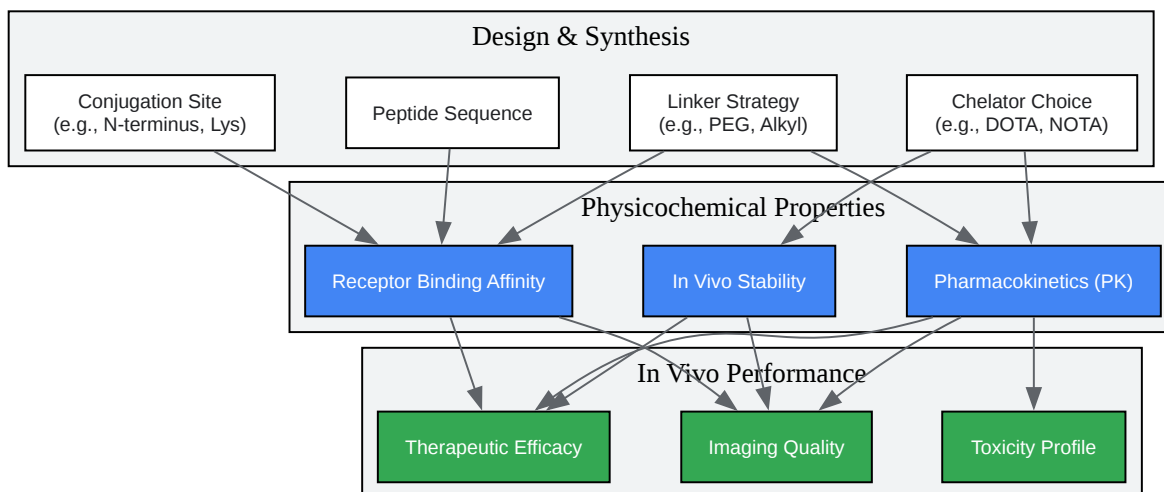 Design & Synthesis
Conjugation Site
(e.g., N-terminus, Lys)
Peptide Sequence
Linker Strategy
(e.g., PEG, Alkyl)
Chelator Choice
(e.g., DOTA, NOTA)
Physicochemical Properties
Receptor Binding Affinity
In Vivo Stability
Pharmacokinetics (PK)
In Vivo Performance
Therapeutic Efficacy
Imaging Quality
Toxicity Profile